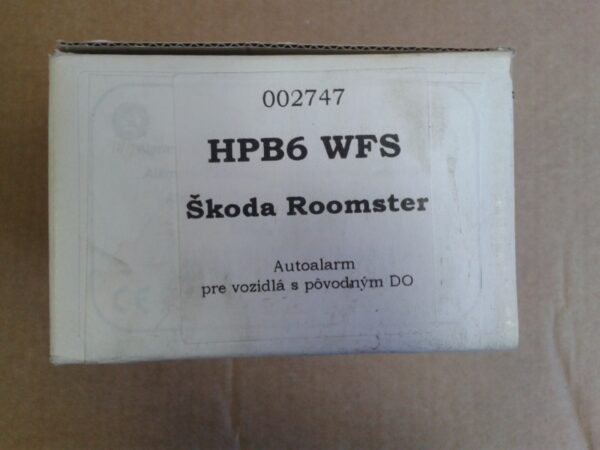 002747
HPB6 WFS
Škoda Roomster
Autoalarm
pre vozidlá s pôvodným DO